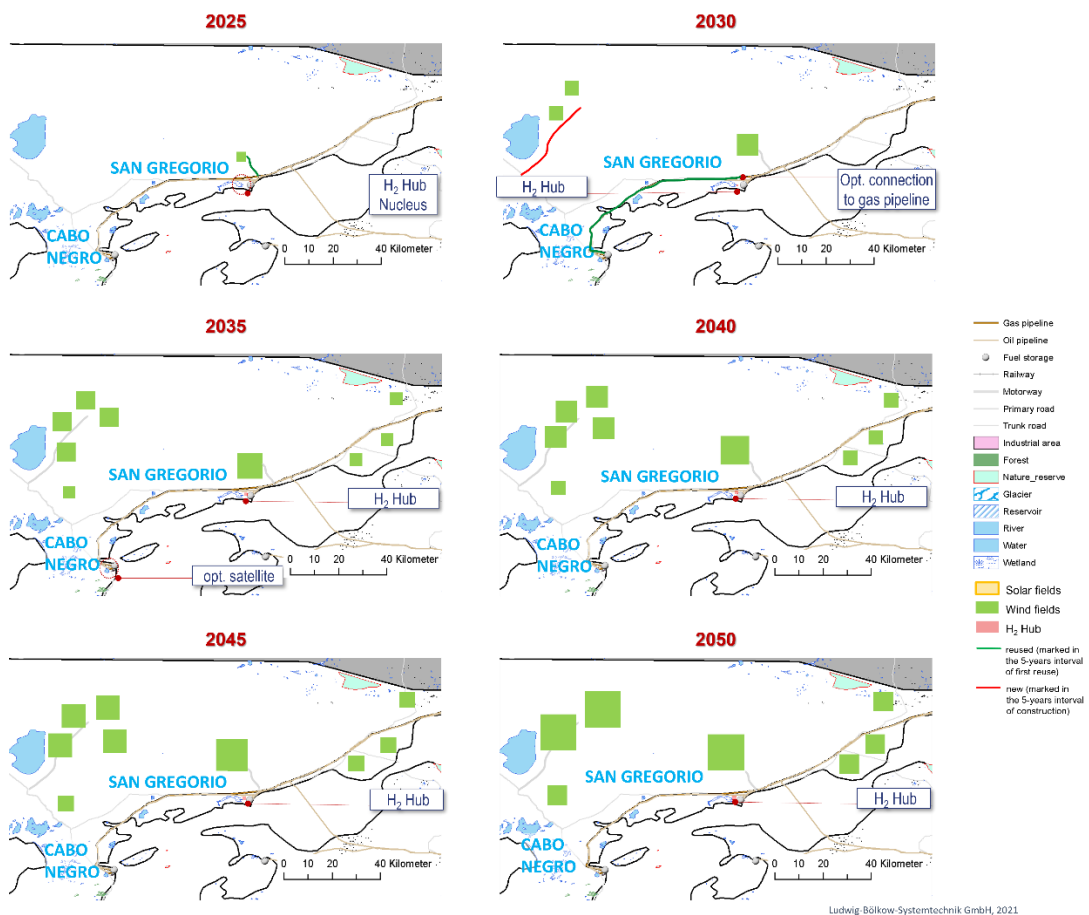 2025
SAN GREGORIO
H₂ Hub
Nucleus
CABO
NEGRO
0 10 20 40 Kilometer
2030
SAN GREGORIO
H₂ Hub
Opt. connection
to gas pipeline
CABO
NEGRO
0 10 20 40 Kilometer
2035
SAN GREGORIO
H₂ Hub
CABO
NEGRO
0 10 20 40 Kilometer
opt. satellite
2040
SAN GREGORIO
H₂ Hub
CABO
NEGRO
0 10 20 40 Kilometer
2045
SAN GREGORIO
H₂ Hub
CABO
NEGRO
0 10 20 40 Kilometer
2050
SAN GREGORIO
H₂ Hub
CABO
NEGRO
0 10 20 40 Kilometer
Gas pipeline
Oil pipeline
Fuel storage
Railway
Motorway
Primary road
Trunk road
Industrial area
Forest
Nature_reserve
Glacier
Reservoir
River
Water
Wetland
Solar fields
Wind fields
H₂ Hub
reused (marked in
the 5-years interval
of first reuse)
new (marked in
the 5-years interval
of construction)
Ludwig-Bölkow-Systemtechnik GmbH, 2021